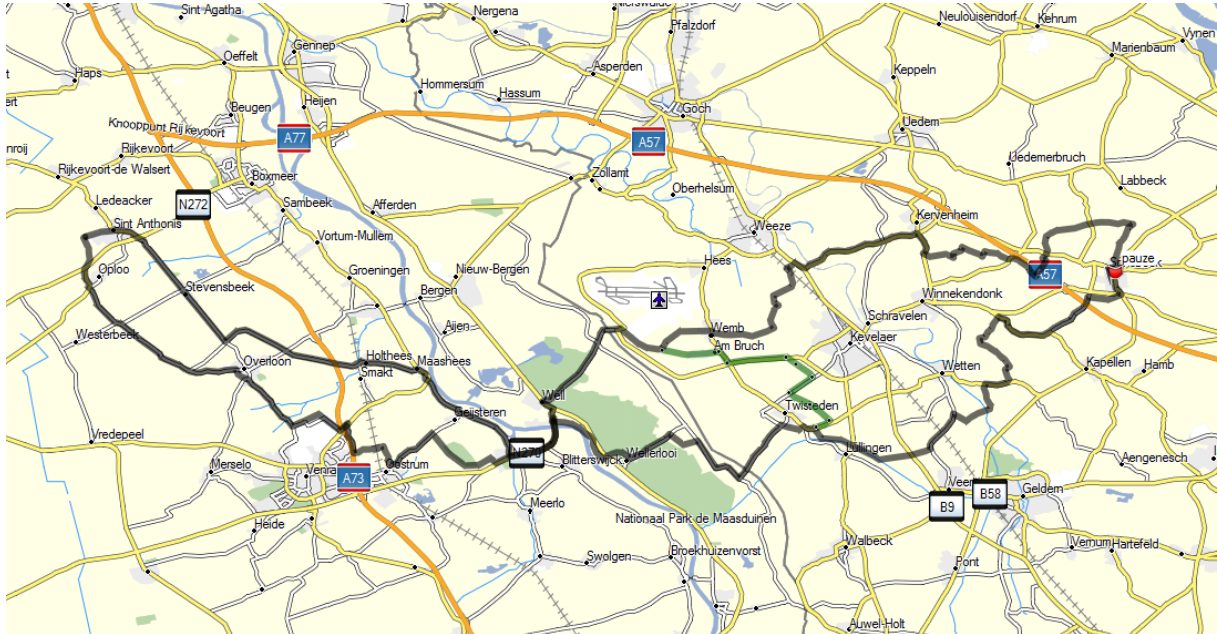 Sint Agatha
Nergena
Pfalzdorf
Neulouisendorf
Kehrum
Vynen
Oeffelt
Gennep
Marienbaum
Haps
Asperden
Keppeln
Hommersum
Hassum
Beugen
Heijen
Goch
Knooppunt Rijkevoort
A77
A57
Uedem
Rijkevoort
Uedemerbruch
Rijkevoort-de Walsert
Boxmeer
Zollamt
Oberhelsum
Labbeck
N272
Ledeacker
Sambeek
Afferden
Sint Anthonis
Weeze
Kervenheim
Vortum-Mullem
Oploo
Groeningen
Nieuw-Bergen
Hees
A57
pauze
Stevensbeek
Bergen
Winnekendonk
Westerbeek
Aijen
Wemb
Schravelen
Am Bruch
Kevelaer
Overloon
Holthees
Maashees
Smakt
Wetten
Kapellen
Hamb
Well
Geijsteren
Twisteden
Vredepeel
Merselo
Venra
Oostrum
A73
N270
Blitterswijck
Wellerlooi
Lüllingen
Aengenesch
Meerlo
Veer
B9
B58
Geldern
Heide
Nationaal Park de Maasduinen
Swolgen
Broekhuizenvorst
Walbeck
Pont
Vernum
Hartefeld
Auwel-Holt